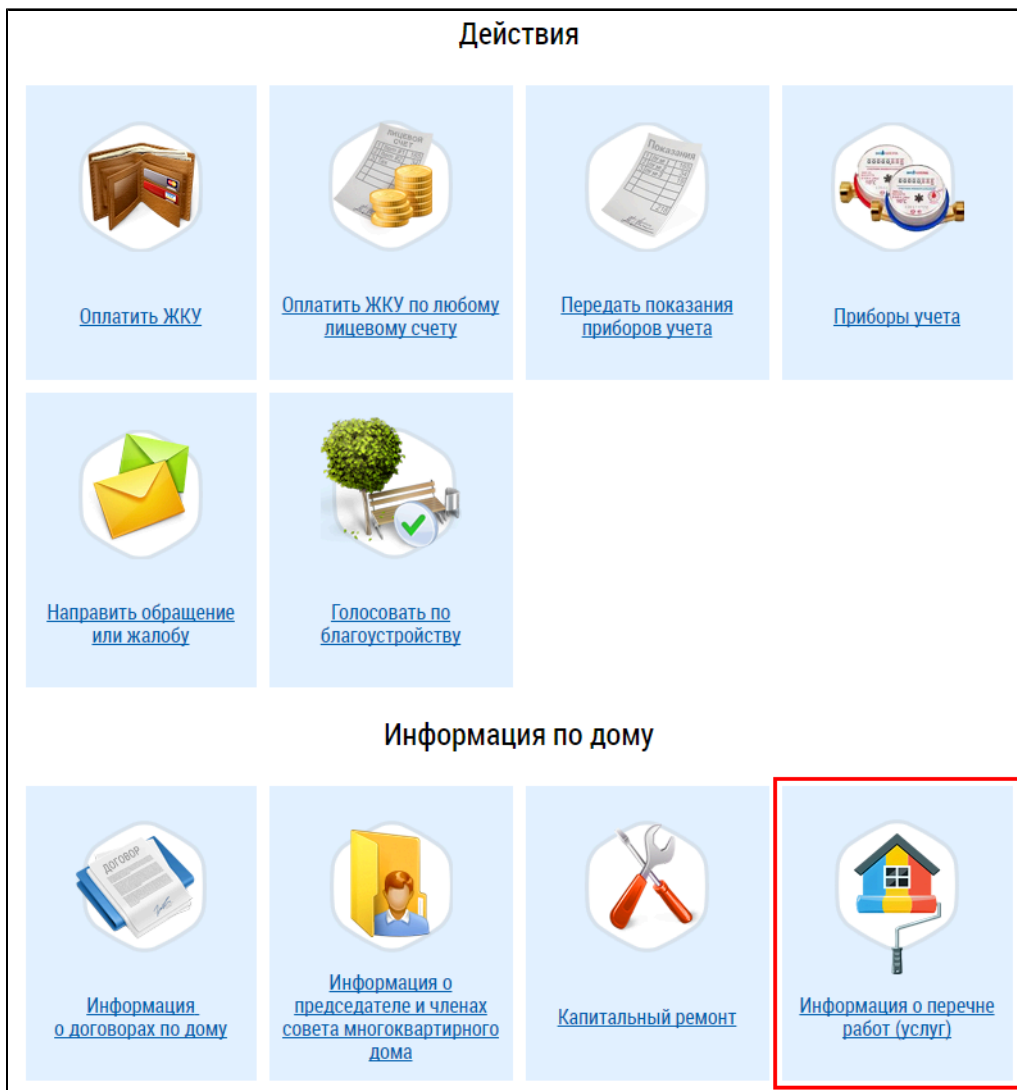 Действия
ЛИЦЕВОЙ
СЧЕТ
Показания
Оплатить ЖКУ
Оплатить ЖКУ по любому
лицевому счету
Передать показания
приборов учета
Приборы учета
Направить обращение
или жалобу
Голосовать по
благоустройству
Информация по дому
ДОГОВОР
Информация
о договорах по дому
Информация о
председателе и членах
совета многоквартирного
дома
Капитальный ремонт
Информация о перечне
работ (услуг)